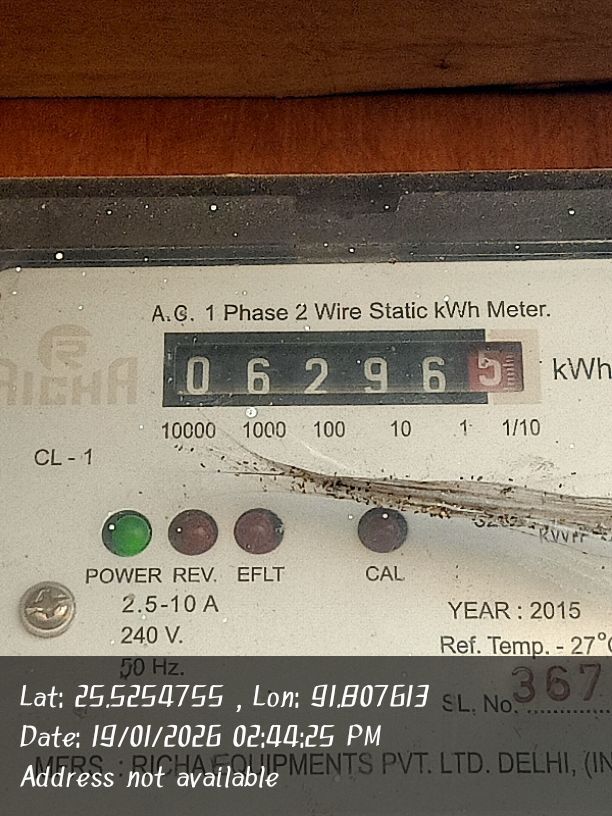 A.C. 1 Phase 2 Wire Static kWh Meter.
RICHA
0 6 2 9 6 5 kWh
10000 1000 100 10 1 1/10
CL - 1
POWER REV. EFLT CAL
2.5-10 A
YEAR : 2015
240 V.
Ref. Temp. - 27°C
50 Hz.
SL. No. 367
Lat: 25.5254755 , Lon: 91.807613
Date: 19/01/2026 02:44:25 PM
MFRS. : RICHA EQUIPMENTS PVT. LTD. DELHI, (IN
Address not available